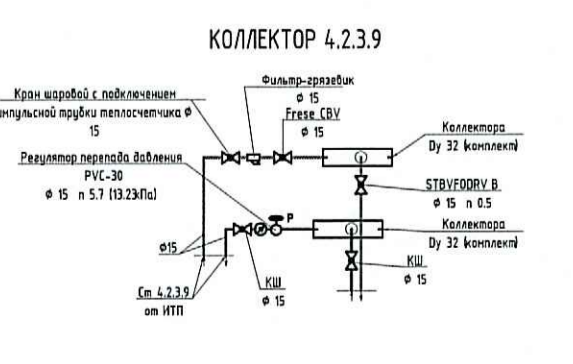 КОЛЛЕКТОР 4.2.3.9
Фильтр-грязевик
ф 15
Кран шаровой с подключением
импульсной трубки теплосчетчика ф
15
Frese CBV
ф 15
Коллектора
Dy 32 (комплект)
Регулятор перепада давления
PVC-30
ф 15 n 5.7 (13.23кПа)
STBVFODRV B
ф 15 n 0.5
P
Коллектора
Dy 32 (комплект)
ф15
КШ
ф 15
КШ
ф 15
Ст 4.2.3.9
от ИТП